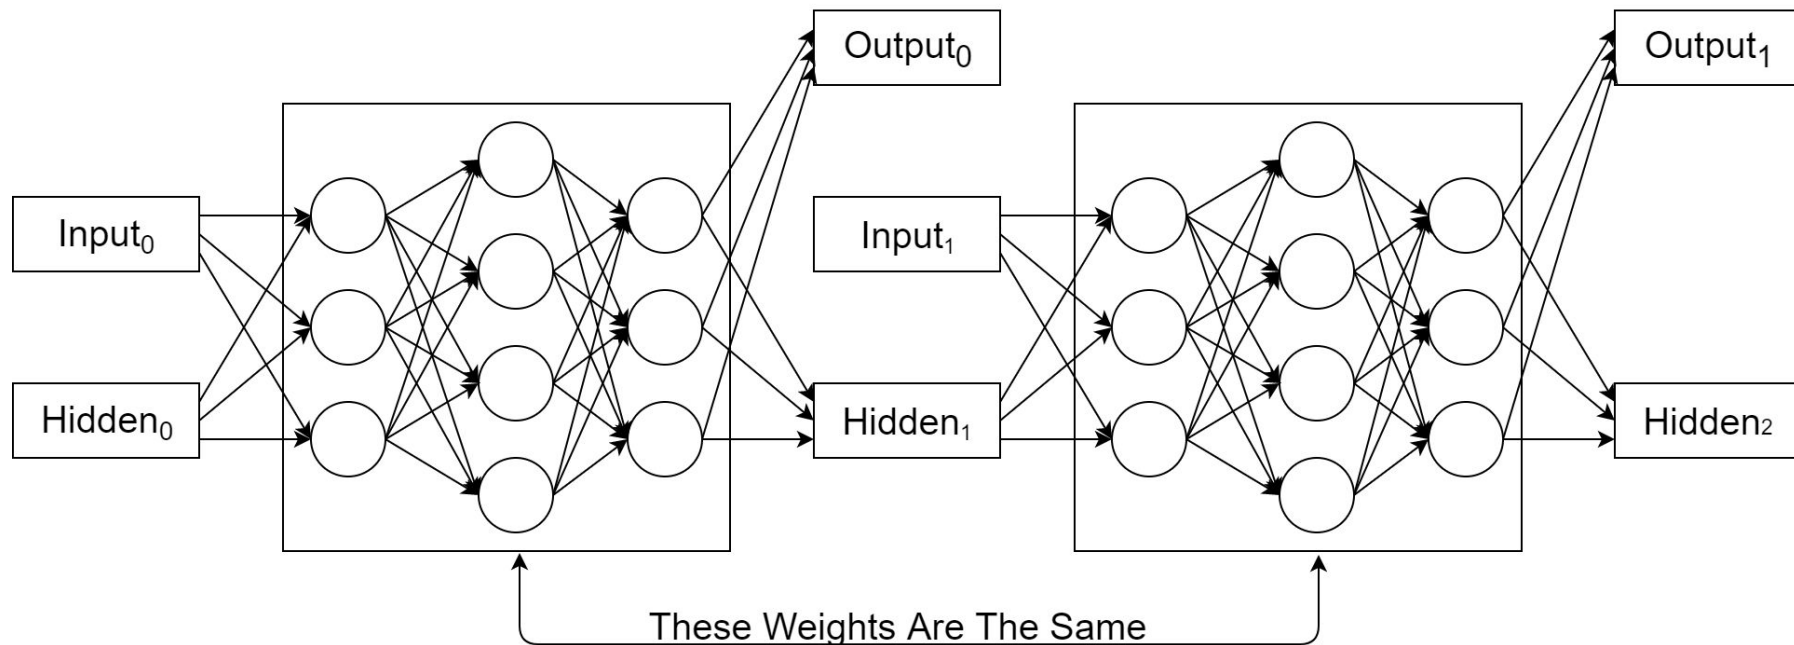 Output₀
Output₁
Input₀
Input₁
Hidden₀
Hidden₁
Hidden₂
These Weights Are The Same